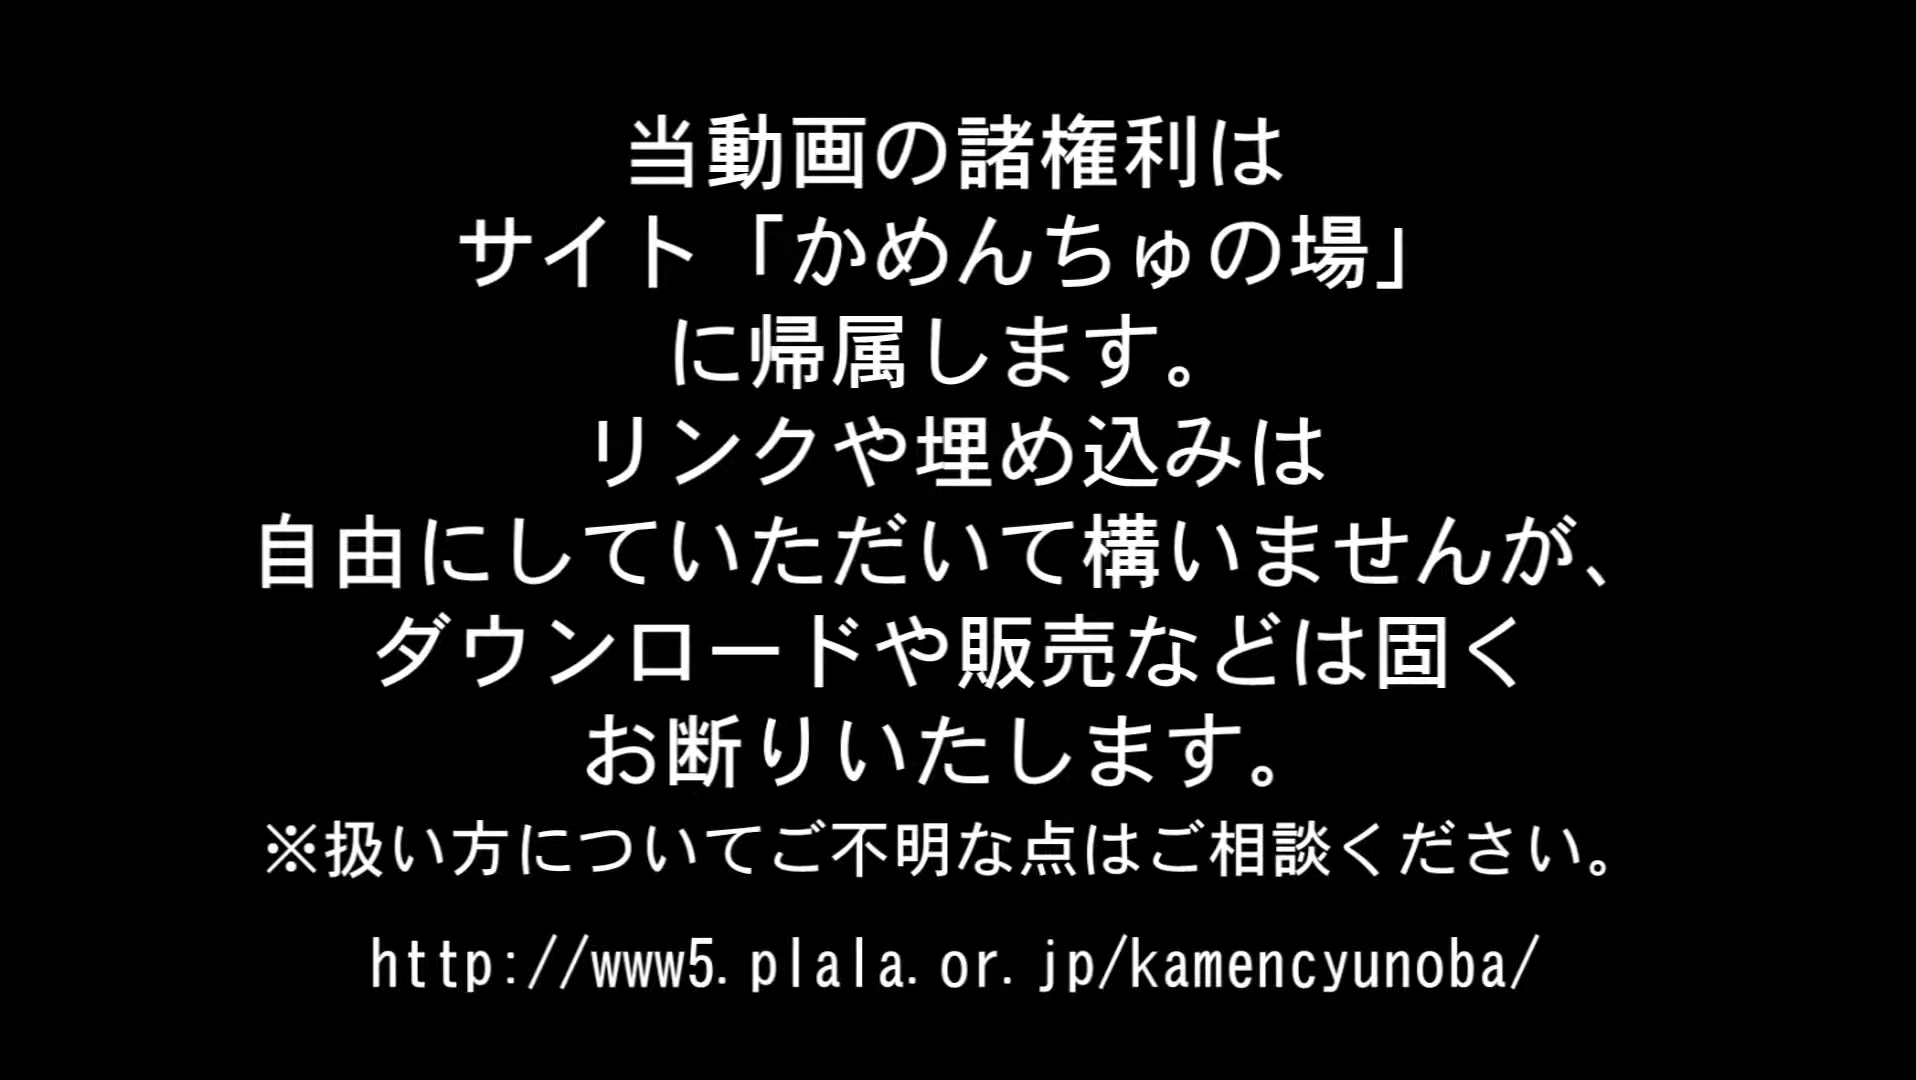 当動画の諸権利は
サイト「かめんちゅの場」
に帰属します。
リンクや埋め込みは
自由にしていただいて構いませんが、
ダウンロードや販売などは固く
お断りいたします。
※扱い方についてご不明な点はご相談ください。
http://www5.plala.or.jp/kamencyunoba/